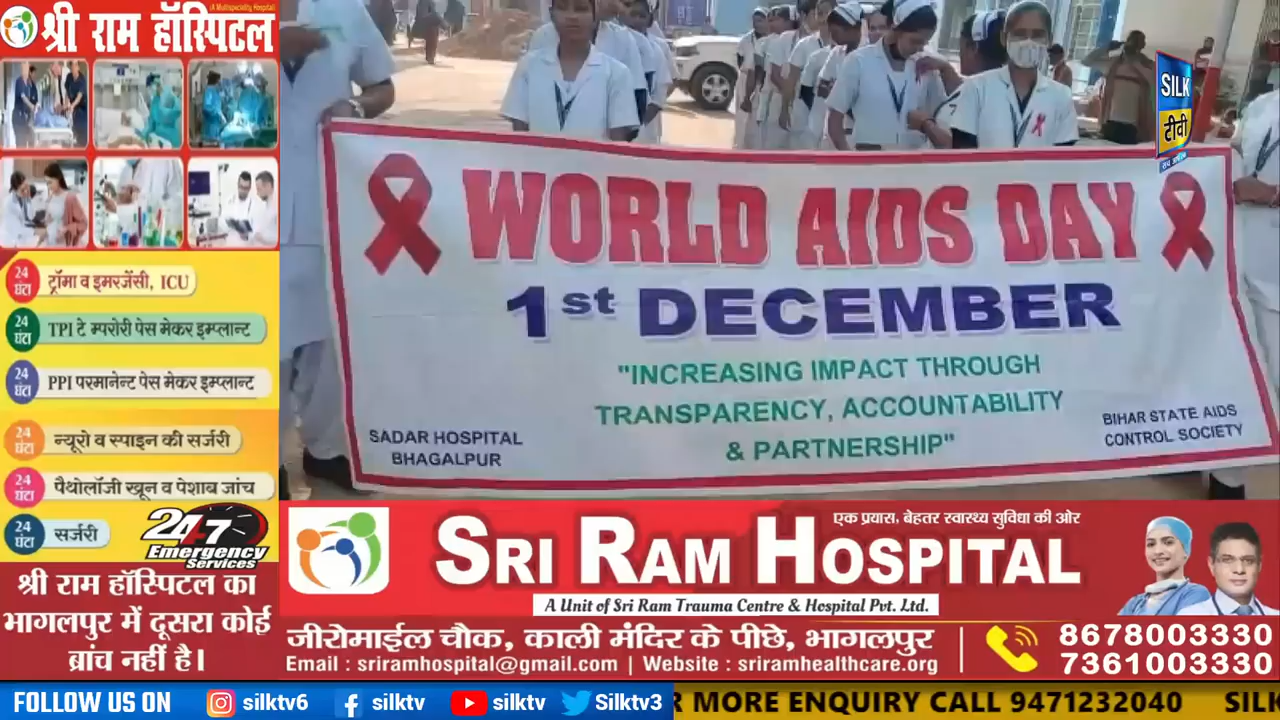 (A Multispeciality Hospital)
श्री राम हॉस्पिटल
24 घंटा ट्रॉमा व इमरजेंसी, ICU
24 घंटा TPI टे म्परोरी पेस मेकर इम्प्लान्ट
24 घंटा PPI परमानेन्ट पेस मेकर इम्प्लान्ट
24 घंटा न्यूरो व स्पाइन की सर्जरी
24 घंटा पैथोलॉजी खून व पेशाब जांच
24 घंटा सर्जरी
24x7
Emergency
Services
श्री राम हॉस्पिटल का
भागलपुर में दूसरा कोई
ब्रांच नहीं है।
SILK
टीवी
WORLD AIDS DAY
1st DECEMBER
"INCREASING IMPACT THROUGH
TRANSPARENCY, ACCOUNTABILITY
& PARTNERSHIP"
SADAR HOSPITAL
BHAGALPUR
BIHAR STATE AIDS
CONTROL SOCIETY
एक प्रयास, बेहतर स्वास्थ्य सुविधा की ओर
SRI RAM HOSPITAL
A Unit of Sri Ram Trauma Centre & Hospital Pvt. Ltd.
जीरोमाईल चौक, काली मंदिर के पीछे, भागलपुर
Email : sriramhospital@gmail.com | Website : sriramhealthcare.org
8678003330
7361003330
FOLLOW US ON silktv6 silktv silktv Silktv3 R MORE ENQUIRY CALL 9471232040 SILK